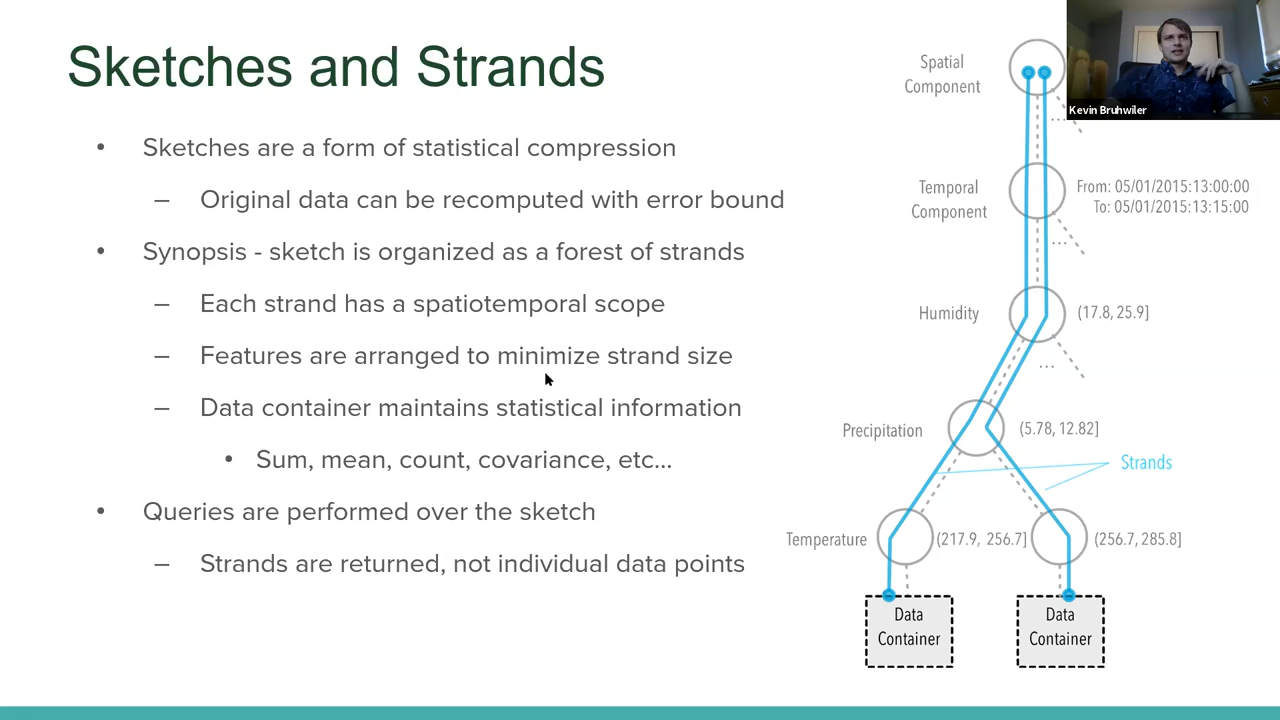 Sketches and Strands
• Sketches are a form of statistical compression
– Original data can be recomputed with error bound
• Synopsis - sketch is organized as a forest of strands
– Each strand has a spatiotemporal scope
– Features are arranged to minimize strand size
– Data container maintains statistical information
• Sum, mean, count, covariance, etc...
• Queries are performed over the sketch
– Strands are returned, not individual data points
Spatial
Component
...
Temporal
Component
From: 05/01/2015:13:00:00
To: 05/01/2015:13:15:00
...
Humidity
(17.8, 25.9]
...
Precipitation
(5.78, 12.82]
Strands
Temperature
(217.9, 256.7]
(256.7, 285.8]
Data
Container
Data
Container
Kevin Bruhwiler